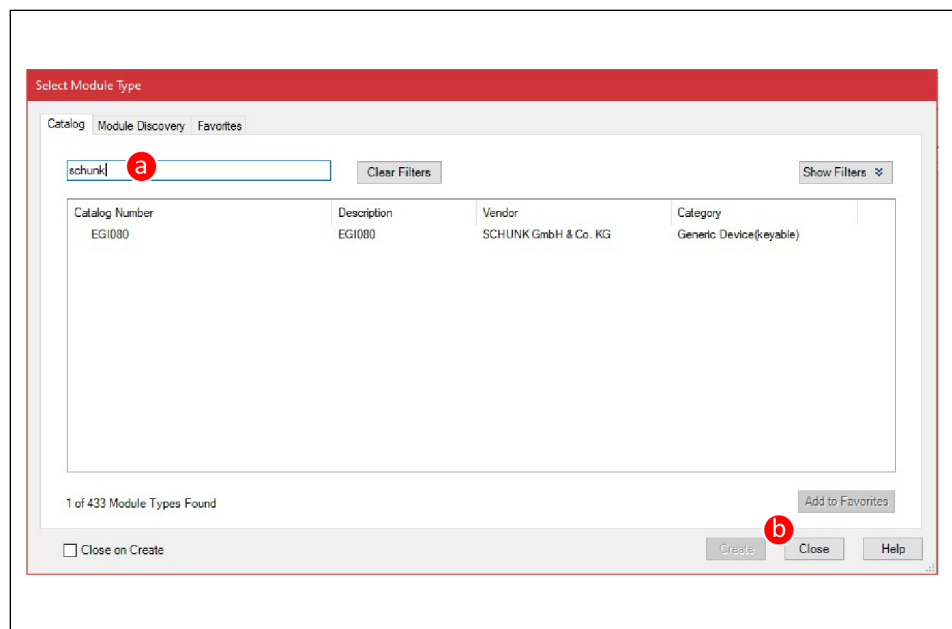 Select Module Type
Catalog Module Discovery Favorites
schunk a Clear Filters Show Filters
Catalog Number Description Vendor Category
EGI080 EGI080 SCHUNK GmbH & Co. KG Generic Device(keyable)
1 of 433 Module Types Found Add to Favorites
b
Close on Create Create Close Help